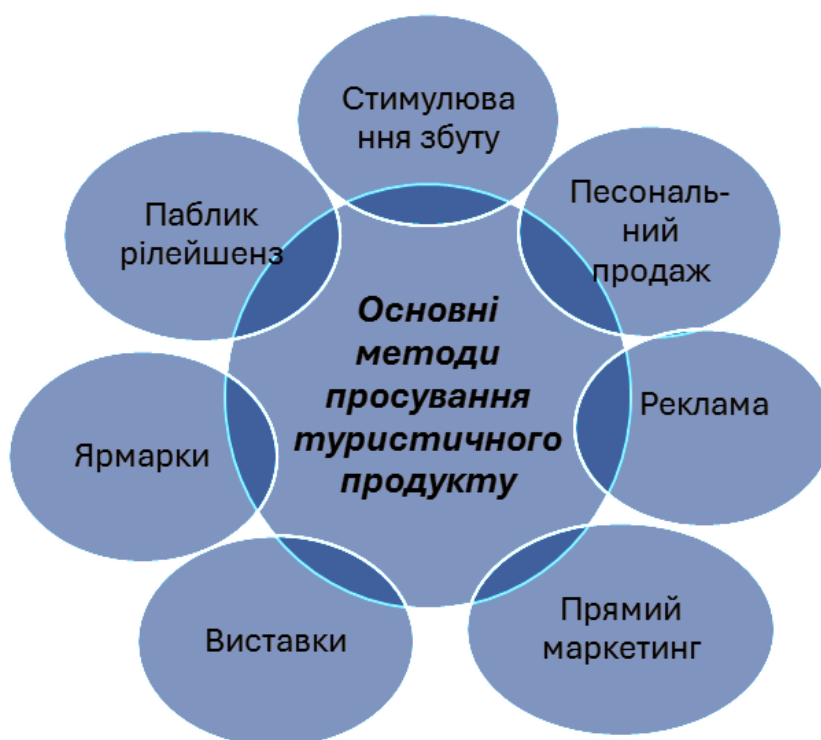 Стимулюва
ння збуту
Песональ-
ний
продаж
Паблик
рілейшенз
Основні
методи
просування
туристичного
продукту
Реклама
Ярмарки
Прямий
маркетинг
Виставки